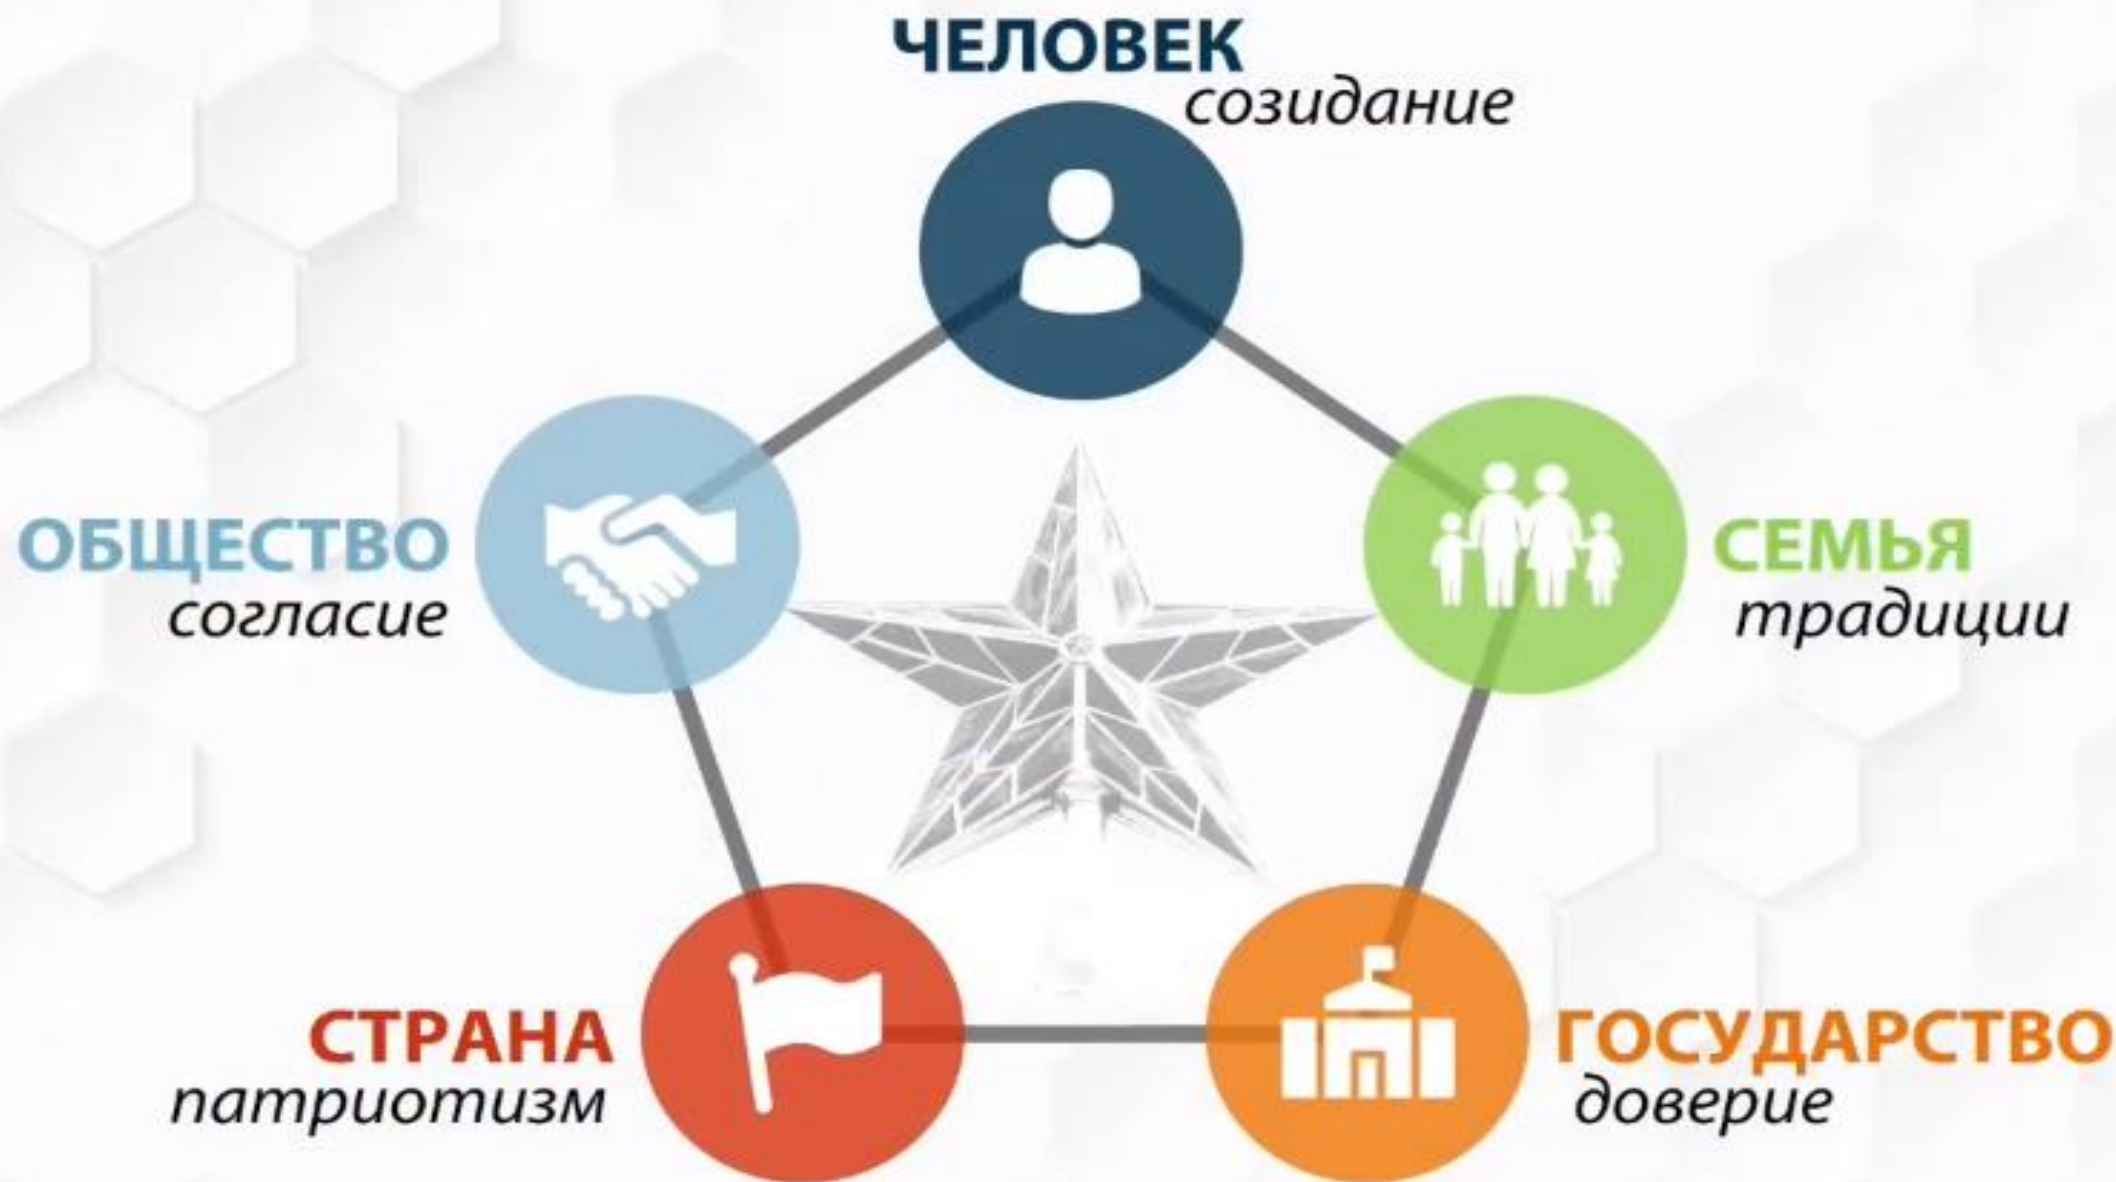 ЧЕЛОВЕК
созидание
ОБЩЕСТВО
согласие
СЕМЬЯ
традиции
СТРАНА
патриотизм
ГОСУДАРСТВО
доверие